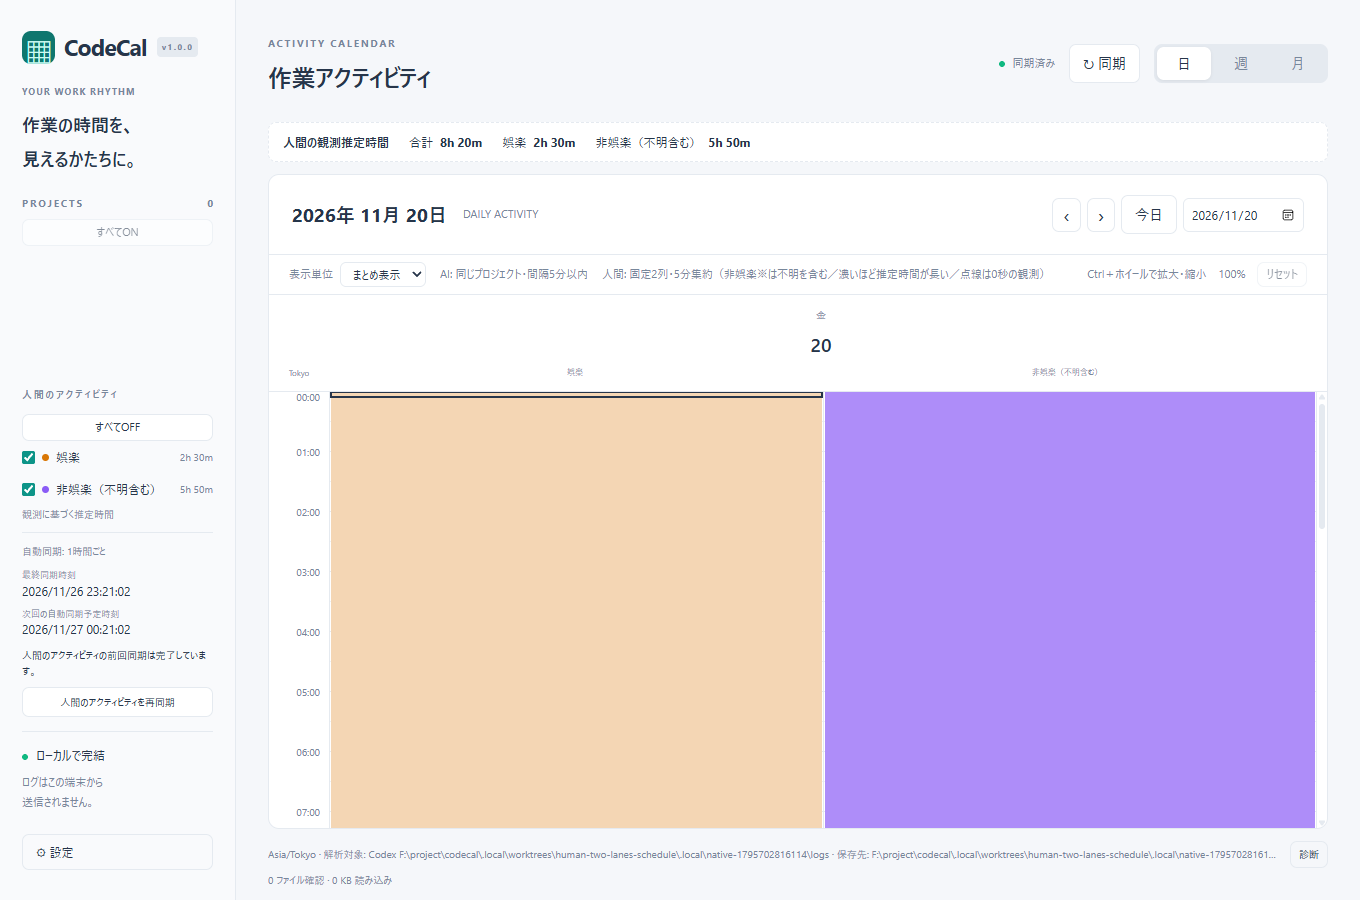 CodeCal v1.0.0
YOUR WORK RHYTHM
作業の時間を、
見えるかたちに。
PROJECTS 0
すべてON
人間のアクティビティ
すべてOFF
娯楽 2h 30m
非娯楽（不明含む） 5h 50m
観測に基づく推定時間
自動同期: 1時間ごと
最終同期時刻
2026/11/26 23:21:02
次回の自動同期予定時刻
2026/11/27 00:21:02
人間のアクティビティの前回同期は完了していま
す。
人間のアクティビティを再同期
ローカルで完結
ログはこの端末から
送信されません。
⚙ 設定
ACTIVITY CALENDAR
作業アクティビティ
同期済み ↻ 同期 日 週 月
人間の観測推定時間 合計 8h 20m 娯楽 2h 30m 非娯楽（不明含む） 5h 50m
2026年 11月 20日 DAILY ACTIVITY ‹ › 今日 2026/11/20
表示単位 まとめ表示 AI: 同じプロジェクト・間隔5分以内 人間: 固定2列・5分集約（非娯楽※は不明を含む／濃いほど推定時間が長い／点線は0秒の観測） Ctrl＋ホイールで拡大・縮小 100% リセット
金
20
Tokyo 娯楽 非娯楽（不明含む）
00:00
01:00
02:00
03:00
04:00
05:00
06:00
07:00
Asia/Tokyo · 解析対象: Codex F:\project\codecal\.local\worktrees\human-two-lanes-schedule\.local\native-1795702816114\logs · 保存先: F:\project\codecal\.local\worktrees\human-two-lanes-schedule\.local\native-17957028161... 診断
0 ファイル確認 · 0 KB 読み込み